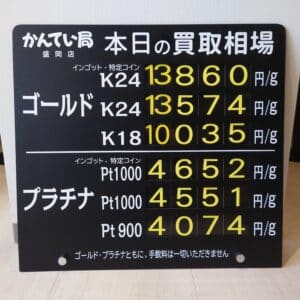 かんてい局 本日の買取相場
盛岡店
インゴット・特定コイン
K24 13860 円/g
ゴールド K24 13574 円/g
K18 10035 円/g
インゴット・特定コイン
Pt1000 4652 円/g
プラチナ Pt1000 4551 円/g
Pt900 4074 円/g
ゴールド・プラチナともに、手数料は一切いただきません